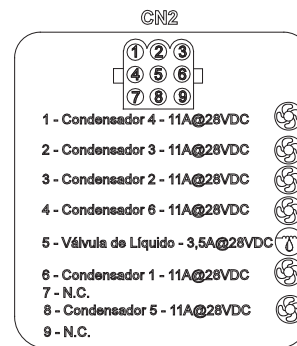 CN2
1 2 3
4 5 6
7 8 9
1 - Condensador 4 - 11A@28VDC
2 - Condensador 3 - 11A@28VDC
3 - Condensador 2 - 11A@28VDC
4 - Condensador 6 - 11A@28VDC
5 - Válvula de Líquido - 3,5A@28VDC
6 - Condensador 1 - 11A@28VDC
7 - N.C.
8 - Condensador 5 - 11A@28VDC
9 - N.C.